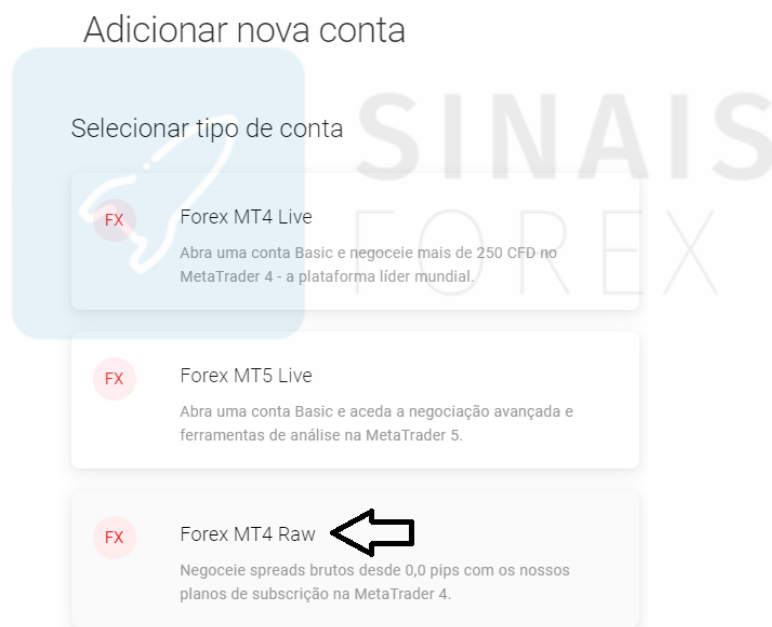 Adicionar nova conta
SINAIS
FOREX
Selecionar tipo de conta
FX
Forex MT4 Live
Abra uma conta Basic e negoceie mais de 250 CFD no
MetaTrader 4 - a plataforma líder mundial.
FX
Forex MT5 Live
Abra uma conta Basic e aceda a negociação avançada e
ferramentas de análise na MetaTrader 5.
FX
Forex MT4 Raw
Negoceie spreads brutos desde 0,0 pips com os nossos
planos de subscrição na MetaTrader 4.